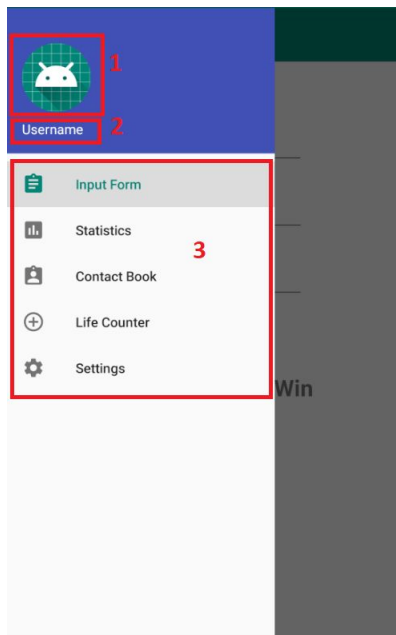 1
Username 2
Input Form
Statistics
3
Contact Book
Life Counter
Settings
Win